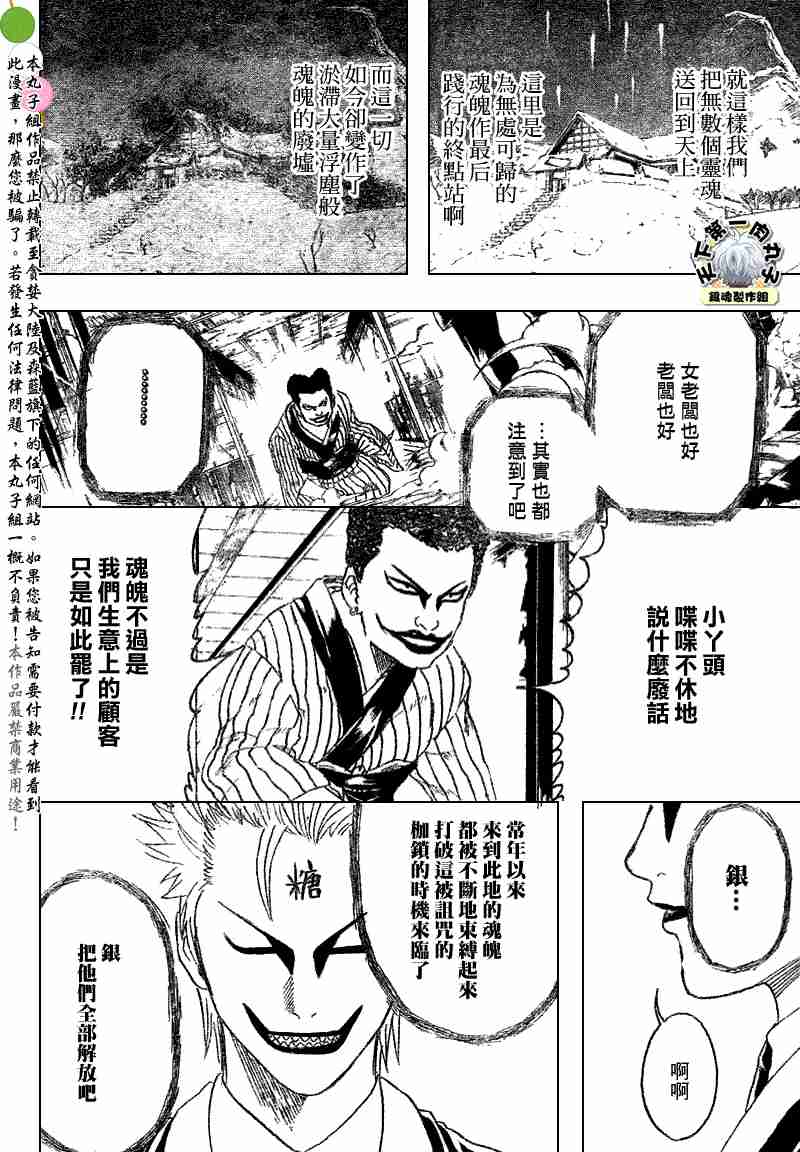 就這樣我們
把無數個靈魂
送回到天上
這里是
為無處可歸的
魂魄作最后
踐行的終點站啊
而這一切
如今卻變作了
淤滯大量浮塵般
魂魄的廢墟
天下第一肉丸子
銀魂製作組
女老闆也好
老闆也好
…其實也都
注意到了吧
………
小丫頭
喋喋不休地
說什麼廢話
魂魄不過是
我們生意上的顧客
只是如此罷了!!
銀…
啊啊
常年以來
來到此地的魂魄
都被不斷地束縛起來
打破這被詛咒的
枷鎖的時機來臨了
糖
銀
把他們全部解放吧
本丸子組作品禁止轉載至貪婪大陸及森藍旗下的任何網站。如果您被告知需要付款才能看到
此漫畫，那麼您被騙了。若發生任何法律問題，本丸子組一概不負責！本作品嚴禁商業用途！